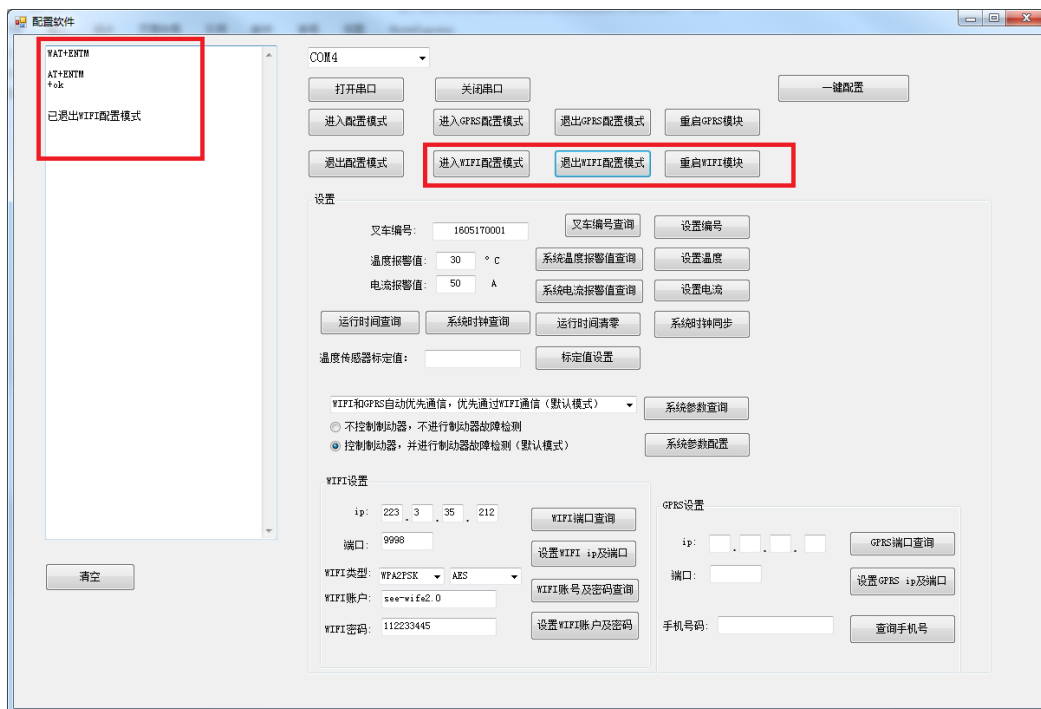 配置软件
WAT+ENTM
AT+ENTM
+ok
已退出WIFI配置模式
清空
COM4
打开串口 关闭串口 一键配置
进入配置模式 进入GPRS配置模式 退出GPRS配置模式 重启GPRS模块
退出配置模式 进入WIFI配置模式 退出WIFI配置模式 重启WIFI模块
设置
叉车编号: 1605170001 叉车编号查询 设置编号
温度报警值: 30 °C 系统温度报警值查询 设置温度
电流报警值: 50 A 系统电流报警值查询 设置电流
运行时间查询 系统时钟查询 运行时间清零 系统时钟同步
温度传感器标定值: 标定值设置
WIFI和GPRS自动优先通信，优先通过WIFI通信（默认模式） 系统参数查询
不控制制动器，不进行制动器故障检测
控制制动器，并进行制动器故障检测（默认模式） 系统参数配置
WIFI设置
ip: 223 . 3 . 35 . 212 WIFI端口查询
端口: 9998 设置WIFI ip及端口
WIFI类型: WPA2PSK AES
WIFI账户: see-wife2.0 WIFI账号及密码查询
WIFI密码: 112233445 设置WIFI账户及密码
GPRS设置
ip: . . . GPRS端口查询
端口: 设置GPRS ip及端口
手机号码: 查询手机号